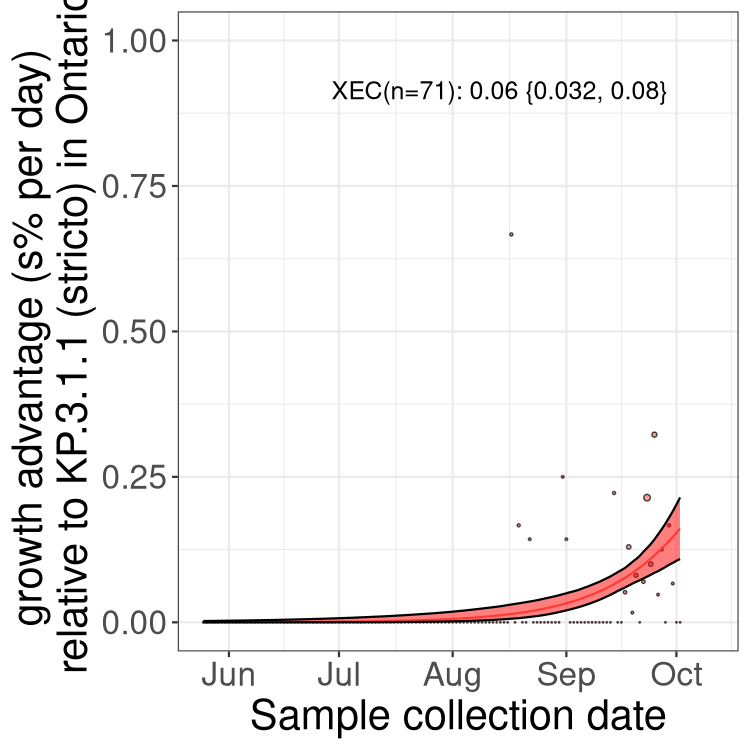 growth advantage (s% per day)
relative to KP.3.1.1 (stricto) in Ontario
1.00
0.75
0.50
0.25
0.00
XEC(n=71): 0.06 {0.032, 0.08}
Jun Jul Aug Sep Oct
Sample collection date